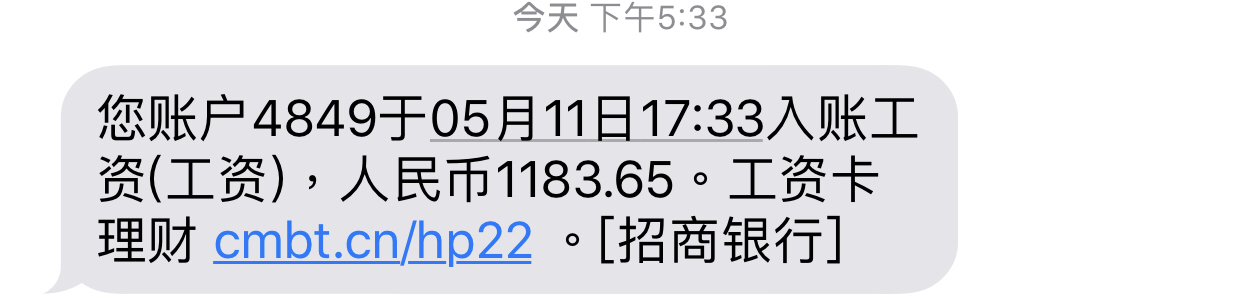 今天 下午5:33
您账户4849于05月11日17:33入账工
资(工资)，人民币1183.65。工资卡
理财 cmbt.cn/hp22 。[招商银行]